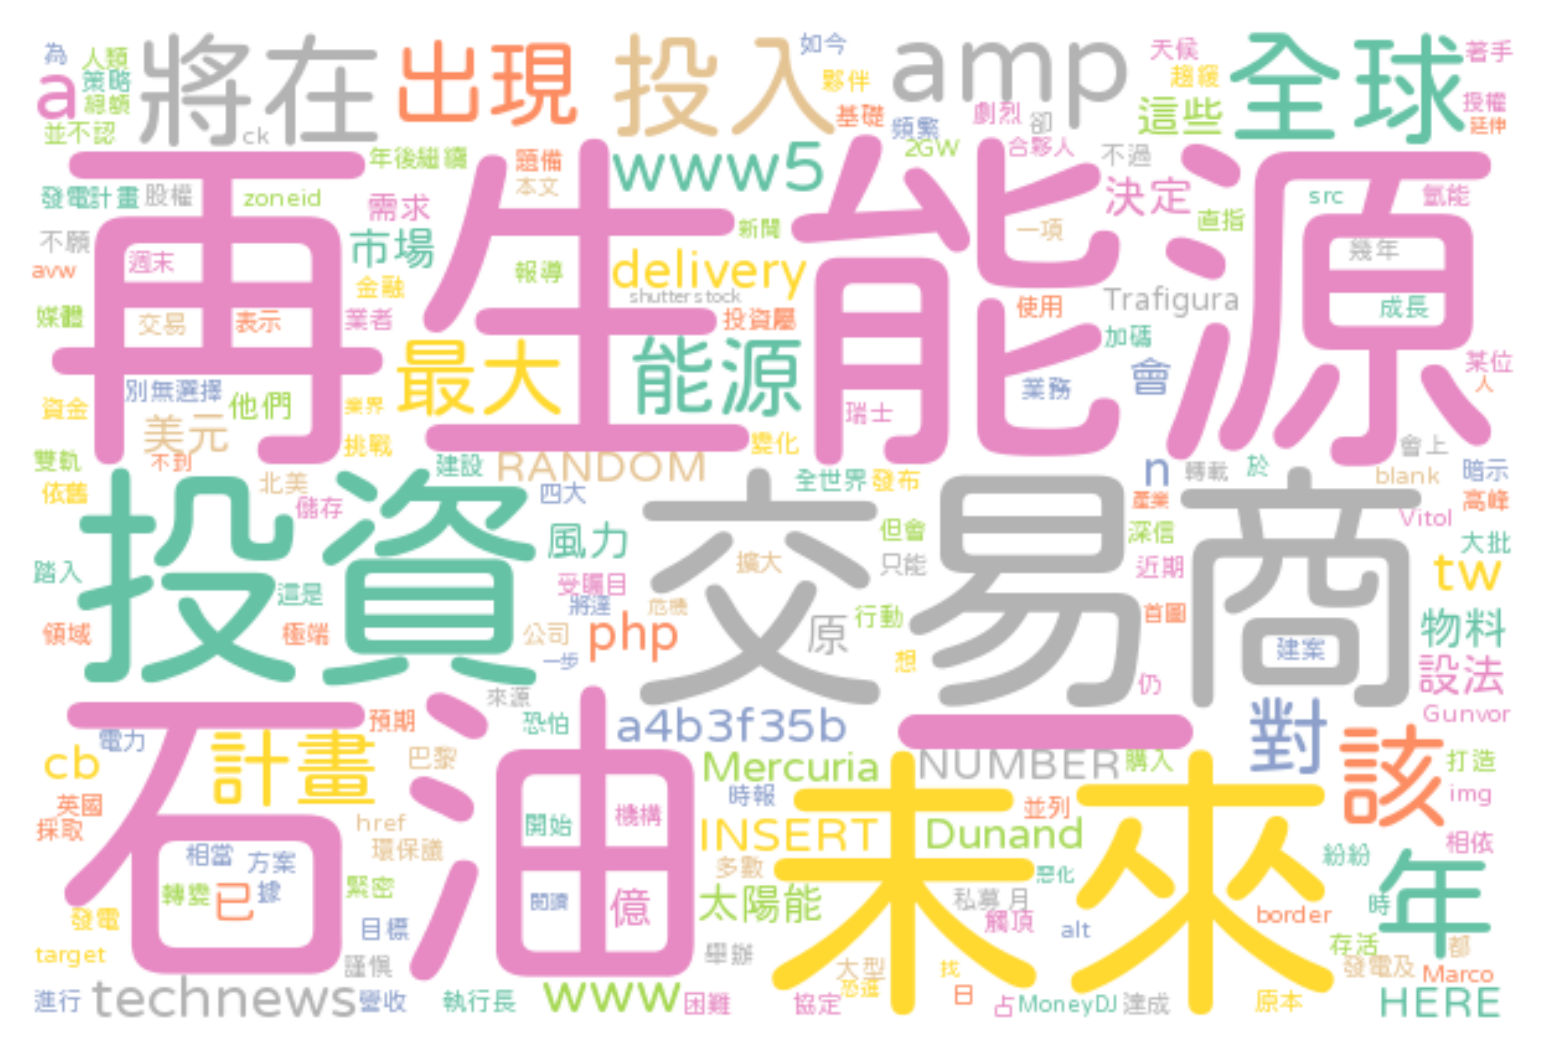 為 人類 將在 出現 投入 如今 amp 天候 全球 著手
a 策略 夥伴 趨緩 授權
總額 ck 基礎 頻繁 劇烈 卻 這些 延伸
並不認
再生能源
年後繼續 題備 www5 2GW 合夥人 不過
發電計畫 股權 zoneid 需求 本文 決定 src 氫能
不願 週末 市場 新聞 一項 直指 幾年
avw 金融 報導 delivery
媒體 交易 表示 業者 shutterstock 投資屬 使用 Trafigura 成長
最大 能源 加碼 某位
別無選擇 會 人
資金 美元 他們 業界 瑞士 業務
雙軌 不到 挑戰 變化 會上
依舊 北美 建設 RANDOM 全世界 發布 n 轉載 於 blank 暗示
儲存 四大 產業 Vitol 高峰
投資 交易商
風力 但會 深信 大批
踏入 這是 受矚目 擴大 只能 近期 tw
將達 危機
領域 極端 公司 php 原 行動 首圖 建案 物料
一步 想 仍 設法
來源 Gunvor
石油 未來
預期 恐怕 a4b3f35b 對 該
電力 計畫 巴黎 Mercuria NUMBER 購入 打造
cb 時報 並列 img
英國 href 開始 機構 INSERT Dunand 相依
採取 環保議 紛紛
相當 方案 多數 惡化 年
轉變 已 據 緊密 閱讀 億 太陽能 私募 月 時
發電 目標 觸頂 alt border 存活 都
target 謹慎 舉辦 大型 找 發電及 Marco
進行 technews 營收 執行長 www 困難 協定 日 占 MoneyDJ 達成 原本 HERE